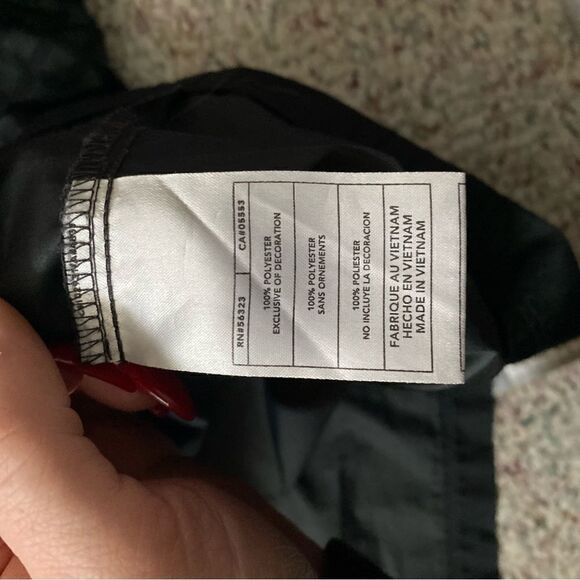 RN#56323 CA#05553
100% POLYESTER
EXCLUSIVE OF DECORATION
100% POLYESTER
SANS ORNEMENTS
100% POLIESTER
NO INCLUYE LA DECORACION
FABRIQUE AU VIETNAM
HECHO EN VIETNAM
MADE IN VIETNAM